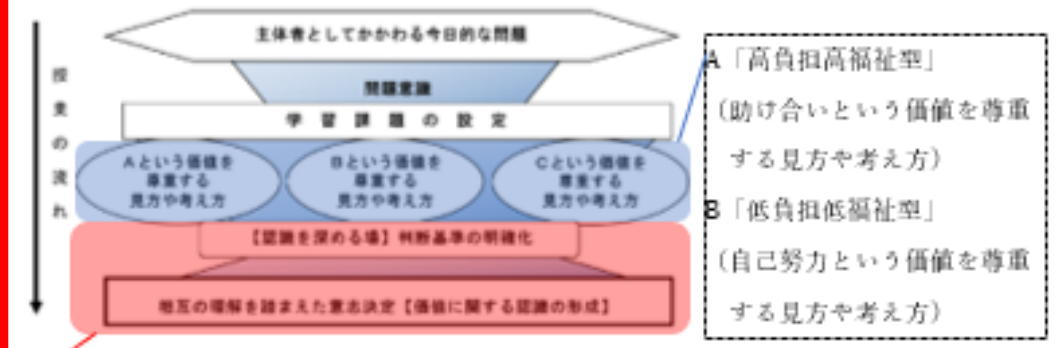 主体者としてかかわる今日的な問題
問題意識
学習課題の設定
授業の流れ
Aという価値を
尊重する
見方や考え方
Bという価値を
尊重する
見方や考え方
Cという価値を
尊重する
見方や考え方
【認識を深める場】判断基準の明確化
相互の理解を踏まえた意志決定【価値に関する認識の形成】
A「高負担高福祉型」
（助け合いという価値を尊重
する見方や考え方）
B「低負担低福祉型」
（自己努力という価値を尊重
する見方や考え方）